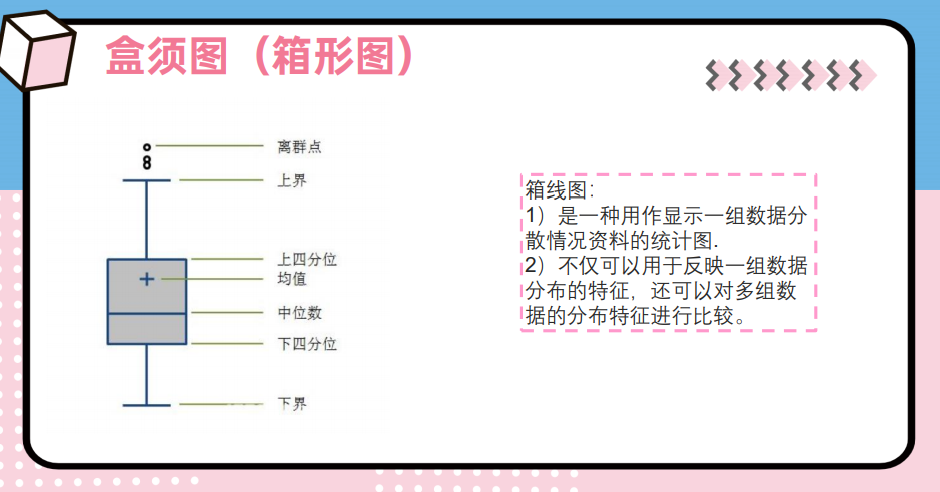 盒须图（箱形图）
离群点
上界
上四分位
均值
中位数
下四分位
下界
箱线图：
1）是一种用作显示一组数据分
散情况资料的统计图.
2）不仅可以用于反映一组数据
分布的特征，还可以对多组数
据的分布特征进行比较。